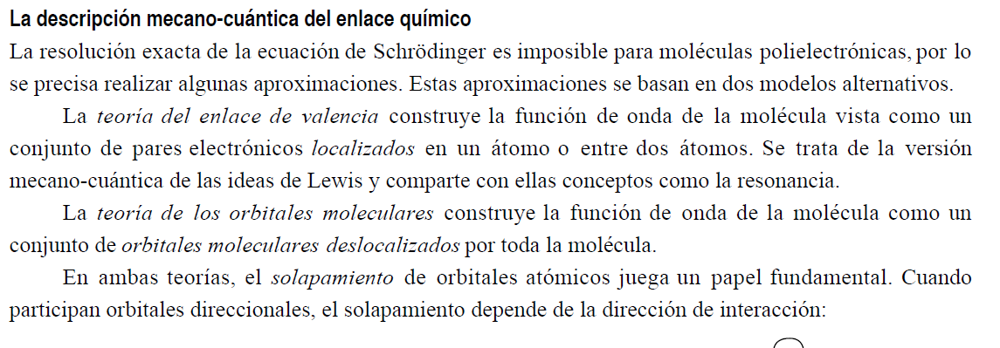 La descripción mecano-cuántica del enlace químico
La resolución exacta de la ecuación de Schrödinger es imposible para moléculas polielectrónicas, por lo
se precisa realizar algunas aproximaciones. Estas aproximaciones se basan en dos modelos alternativos.
La teoría del enlace de valencia construye la función de onda de la molécula vista como un
conjunto de pares electrónicos localizados en un átomo o entre dos átomos. Se trata de la versión
mecano-cuántica de las ideas de Lewis y comparte con ellas conceptos como la resonancia.
La teoría de los orbitales moleculares construye la función de onda de la molécula como un
conjunto de orbitales moleculares deslocalizados por toda la molécula.
En ambas teorías, el solapamiento de orbitales atómicos juega un papel fundamental. Cuando
participan orbitales direccionales, el solapamiento depende de la dirección de interacción: